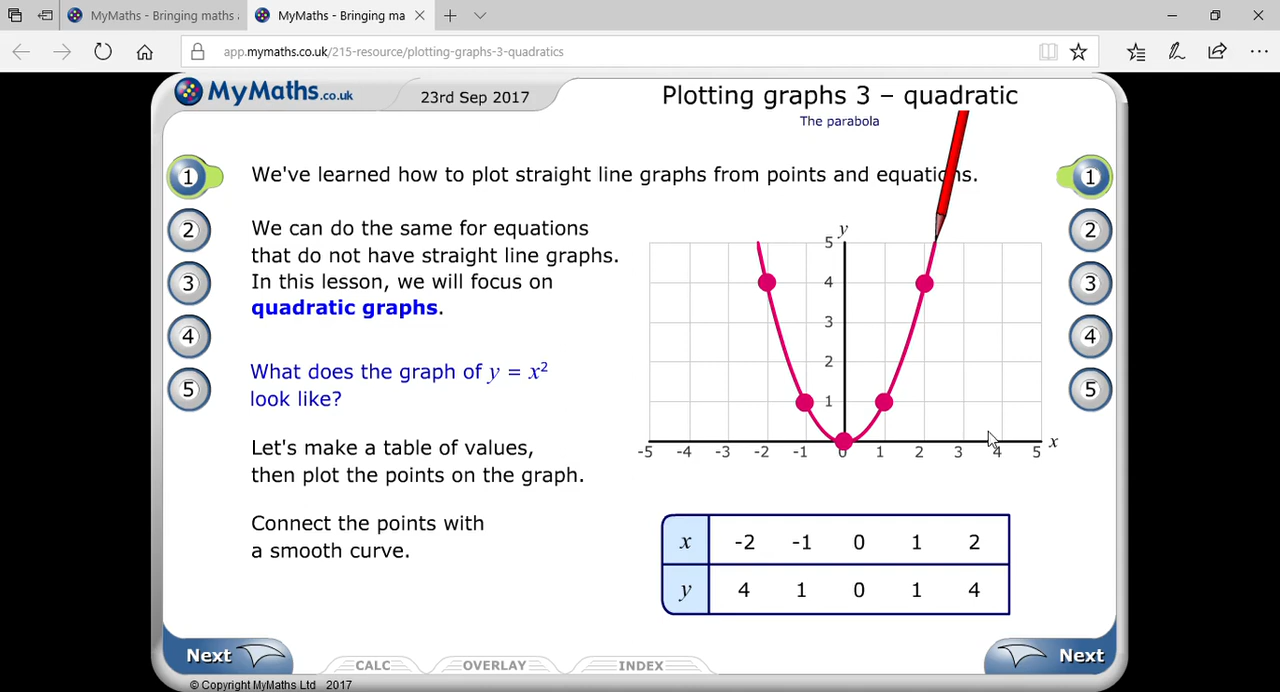 MyMaths - Bringing maths a
MyMaths - Bringing ma
app.mymaths.co.uk/215-resource/plotting-graphs-3-quadratics
MyMaths.co.uk
23rd Sep 2017
Plotting graphs 3 – quadratic
The parabola
We've learned how to plot straight line graphs from points and equations.
1
2
3
4
5
We can do the same for equations
that do not have straight line graphs.
In this lesson, we will focus on
quadratic graphs.
What does the graph of y = x²
look like?
Let's make a table of values,
then plot the points on the graph.
Connect the points with
a smooth curve.
y
5
4
3
2
1
-5 -4 -3 -2 -1 0 1 2 3 4 5 x
x -2 -1 0 1 2
y 4 1 0 1 4
1
2
3
4
5
Next
CALC
OVERLAY
INDEX
Next
© Copyright MyMaths Ltd 2017